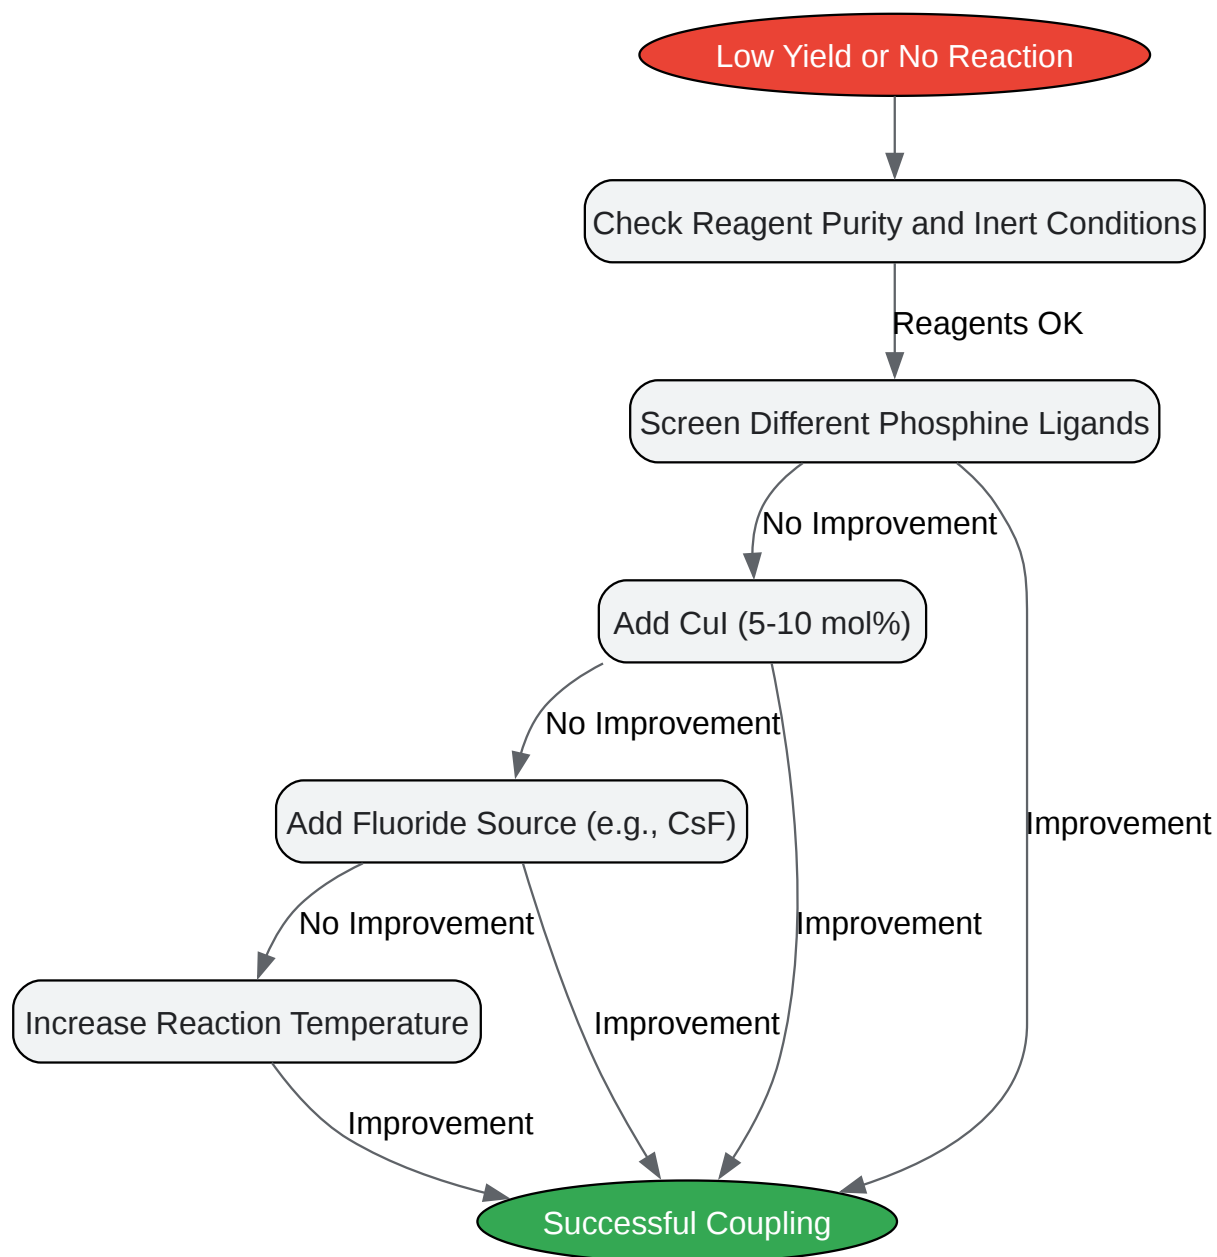 Low Yield or No Reaction
Check Reagent Purity and Inert Conditions
Reagents OK
Screen Different Phosphine Ligands
No Improvement
Add CuI (5-10 mol%)
No Improvement
Add Fluoride Source (e.g., CsF)
Improvement
No Improvement
Improvement
Increase Reaction Temperature
Improvement
Improvement
Successful Coupling